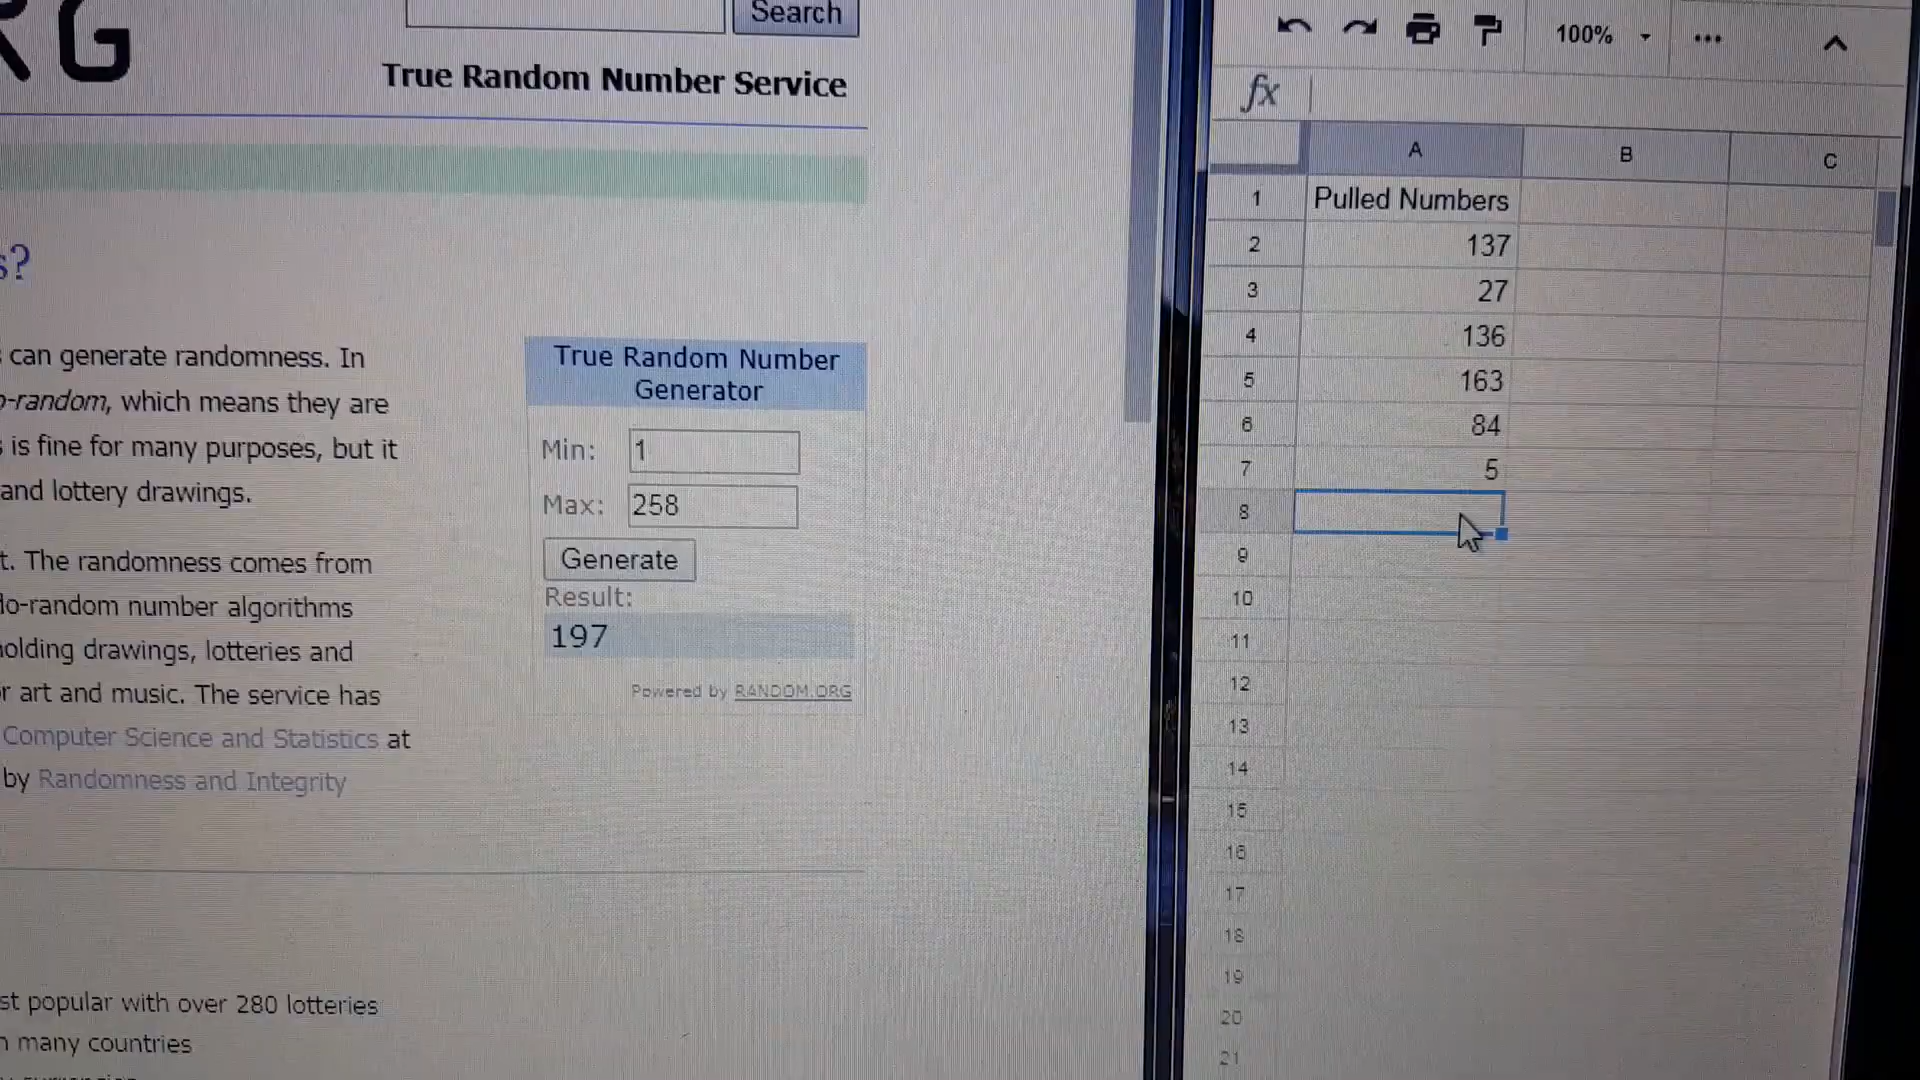 RG
Search
True Random Number Service
s?
can generate randomness. In
o-random, which means they are
is fine for many purposes, but it
and lottery drawings.
t. The randomness comes from
do-random number algorithms
holding drawings, lotteries and
r art and music. The service has
Computer Science and Statistics at
by Randomness and Integrity
st popular with over 280 lotteries
n many countries
True Random Number
Generator
Min: 1
Max: 258
Generate
Result:
197
Powered by RANDOM.ORG
100%
fx
A B C
1 Pulled Numbers
2 137
3 27
4 136
5 163
6 84
7 5
8
9
10
11
12
13
14
15
16
17
18
19
20
21